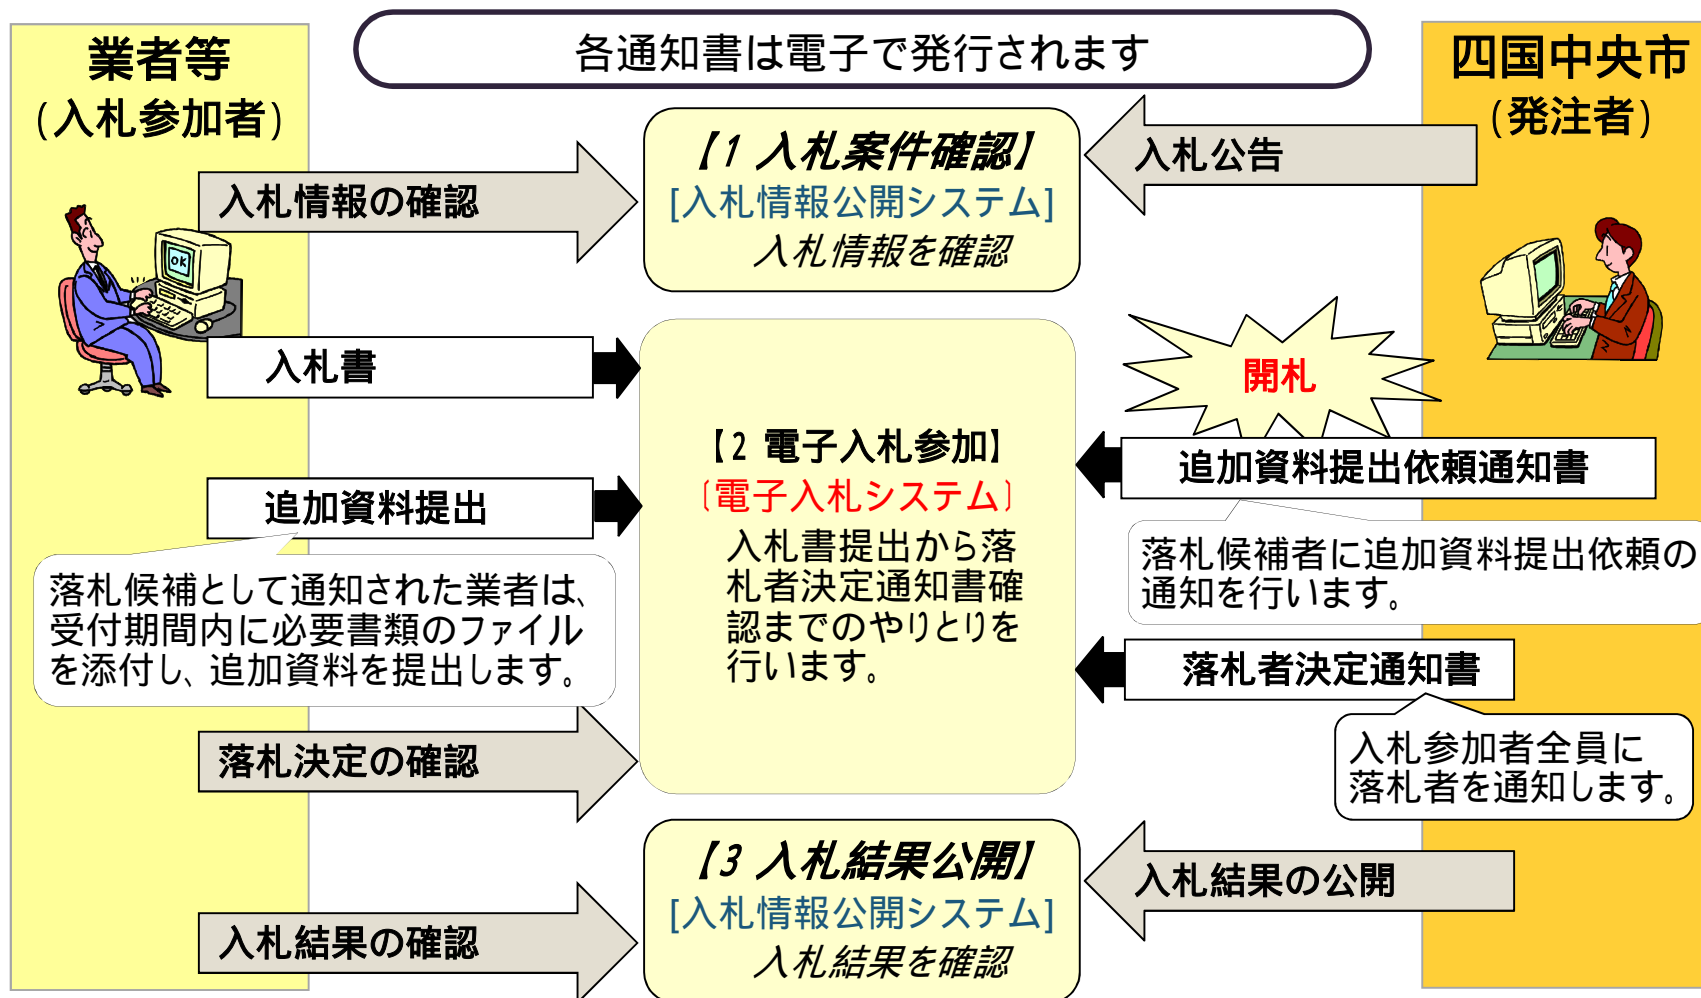 各通知書は電子で発行されます
業者等
(入札参加者)
四国中央市
(発注者)
【1 入札案件確認】
[入札情報公開システム]
入札情報を確認
入札公告
入札情報の確認
OK
入札書
開札
【2 電子入札参加】
〔電子入札システム〕
入札書提出から落
札者決定通知書確
認までのやりとりを
行います。
追加資料提出依頼通知書
追加資料提出
落札候補者に追加資料提出依頼の
通知を行います。
落札候補として通知された業者は、
受付期間内に必要書類のファイル
を添付し、追加資料を提出します。
落札者決定通知書
入札参加者全員に
落札者を通知します。
落札決定の確認
【3 入札結果公開】
[入札情報公開システム]
入札結果を確認
入札結果の公開
入札結果の確認